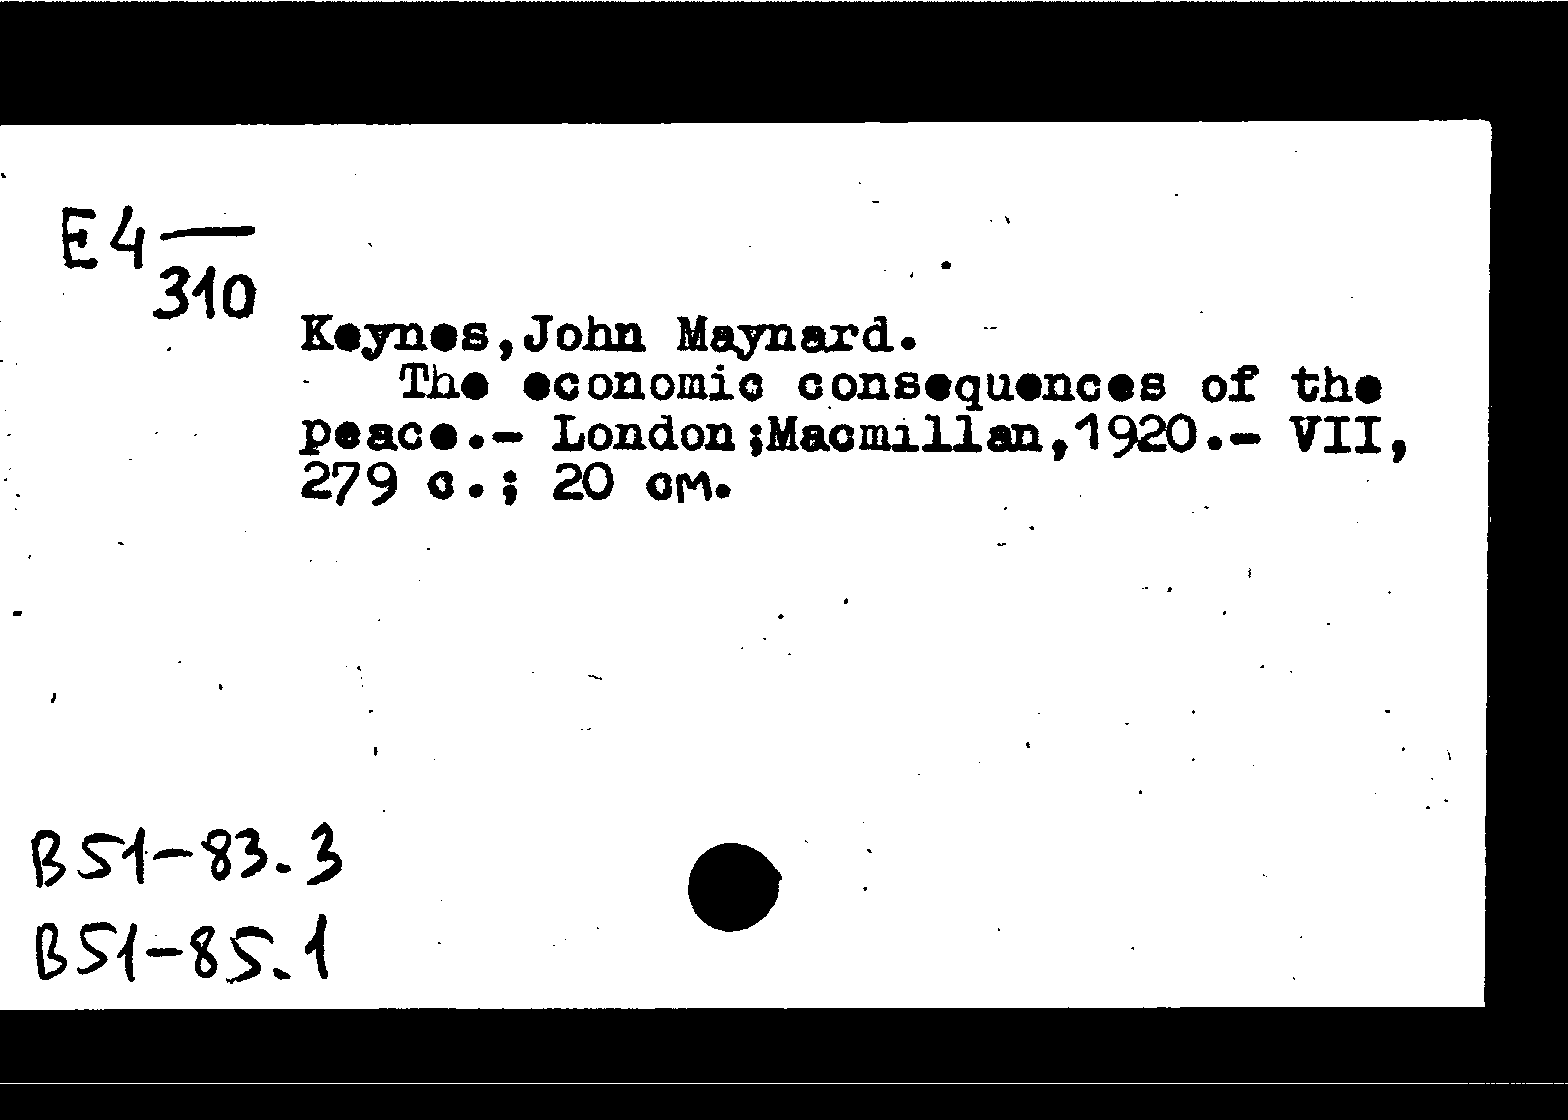 E4—
310
Keynes,John Maynard.
The economic consequences of the
peace.- London;Macmillan,1920.- VII,
279 с.; 20 см.
B51-83.3
B51-85.1